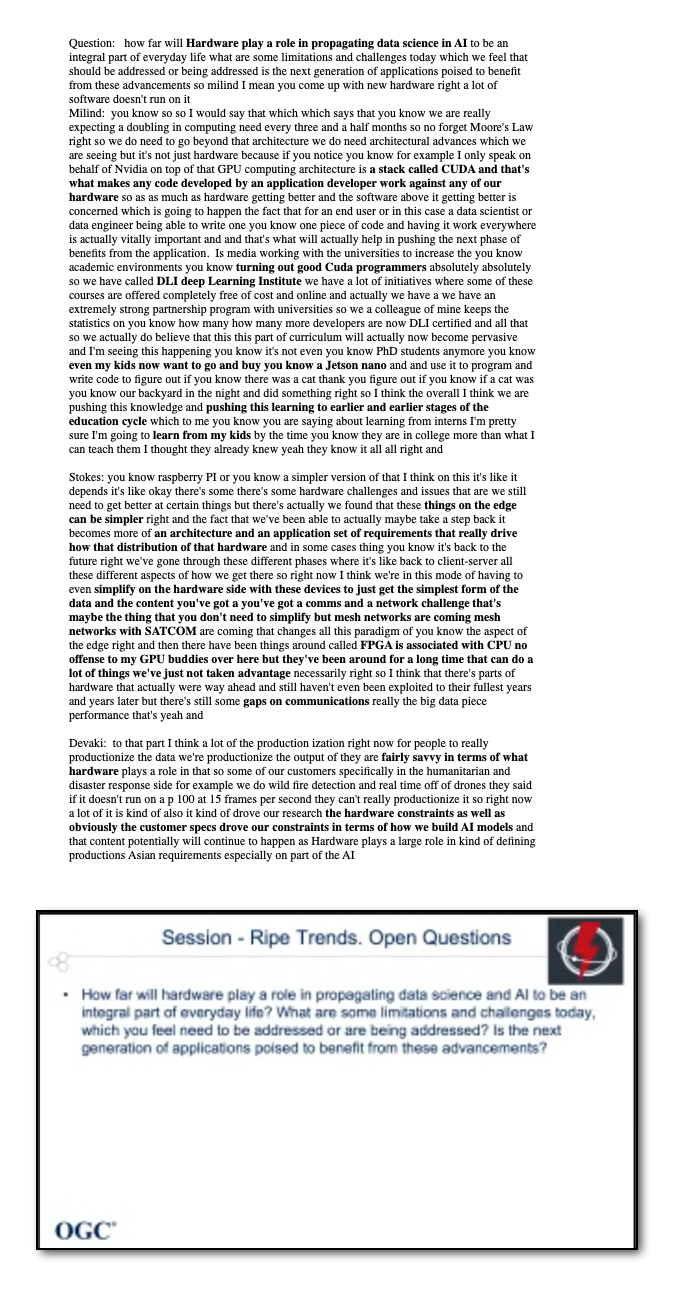 Question: how far will Hardware play a role in propagating data science in AI to be an
integral part of everyday life what are some limitations and challenges today which we feel that
should be addressed or being addressed is the next generation of applications poised to benefit
from these advancements so milind I mean you come up with new hardware right a lot of
software doesn't run on it
Milind: you know so so I would say that which which says that you know we are really
expecting a doubling in computing need every three and a half months so no forget Moore's Law
right so we do need to go beyond that architecture we do need architectural advances which we
are seeing but it's not just hardware because if you notice you know for example I only speak on
behalf of Nvidia on top of that GPU computing architecture is a stack called CUDA and that's
what makes any code developed by an application developer work against any of our
hardware so as as much as hardware getting better and the software above it getting better is
concerned which is going to happen the fact that for an end user or in this case a data scientist or
data engineer being able to write one you know one piece of code and having it work everywhere
is actually vitally important and and that's what will actually help in pushing the next phase of
benefits from the application. Is media working with the universities to increase the you know
academic environments you know turning out good Cuda programmers absolutely absolutely
so we have called DLI deep Learning Institute we have a lot of initiatives where some of these
courses are offered completely free of cost and online and actually we have a we have an
extremely strong partnership program with universities so we a colleague of mine keeps the
statistics on you know how many how many more developers are now DLI certified and all that
so we actually do believe that this this part of curriculum will actually now become pervasive
and I'm seeing this happening you know it's not even you know PhD students anymore you know
even my kids now want to go and buy you know a Jetson nano and and use it to program and
write code to figure out if you know there was a cat thank you figure out if you know if a cat was
you know our backyard in the night and did something right so I think the overall I think we are
pushing this knowledge and pushing this learning to earlier and earlier stages of the
education cycle which to me you know you are saying about learning from interns I'm pretty
sure I'm going to learn from my kids by the time you know they are in college more than what I
can teach them I thought they already knew yeah they know it all all right and
Stokes: you know raspberry PI or you know a simpler version of that I think on this it's like it
depends it's like okay there's some there's some hardware challenges and issues that are we still
need to get better at certain things but there's actually we found that these things on the edge
can be simpler right and the fact that we've been able to actually maybe take a step back it
becomes more of an architecture and an application set of requirements that really drive
how that distribution of that hardware and in some cases thing you know it's back to the
future right we've gone through these different phases where it's like back to client-server all
these different aspects of how we get there so right now I think we're in this mode of having to
even simplify on the hardware side with these devices to just get the simplest form of the
data and the content you've got a you've got a comms and a network challenge that's
maybe the thing that you don't need to simplify but mesh networks are coming mesh
networks with SATCOM are coming that changes all this paradigm of you know the aspect of
the edge right and then there have been things around called FPGA is associated with CPU no
offense to my GPU buddies over here but they've been around for a long time that can do a
lot of things we've just not taken advantage necessarily right so I think that there's parts of
hardware that actually were way ahead and still haven't even been exploited to their fullest years
and years later but there's still some gaps on communications really the big data piece
performance that's yeah and
Devaki: to that part I think a lot of the production ization right now for people to really
productionize the data we're productionize the output of they are fairly savvy in terms of what
hardware plays a role in that so some of our customers specifically in the humanitarian and
disaster response side for example we do wild fire detection and real time off of drones they said
if it doesn't run on a p 100 at 15 frames per second they can't really productionize it so right now
a lot of it is kind of also it kind of drove our research the hardware constraints as well as
obviously the customer specs drove our constraints in terms of how we build AI models and
that content potentially will continue to happen as Hardware plays a large role in kind of defining
productions Asian requirements especially on part of the AI
Session - Ripe Trends. Open Questions
• How far will hardware play a role in propagating data science and AI to be an
integral part of everyday life? What are some limitations and challenges today,
which you feel need to be addressed or are being addressed? Is the next
generation of applications poised to benefit from these advancements?
OGC®